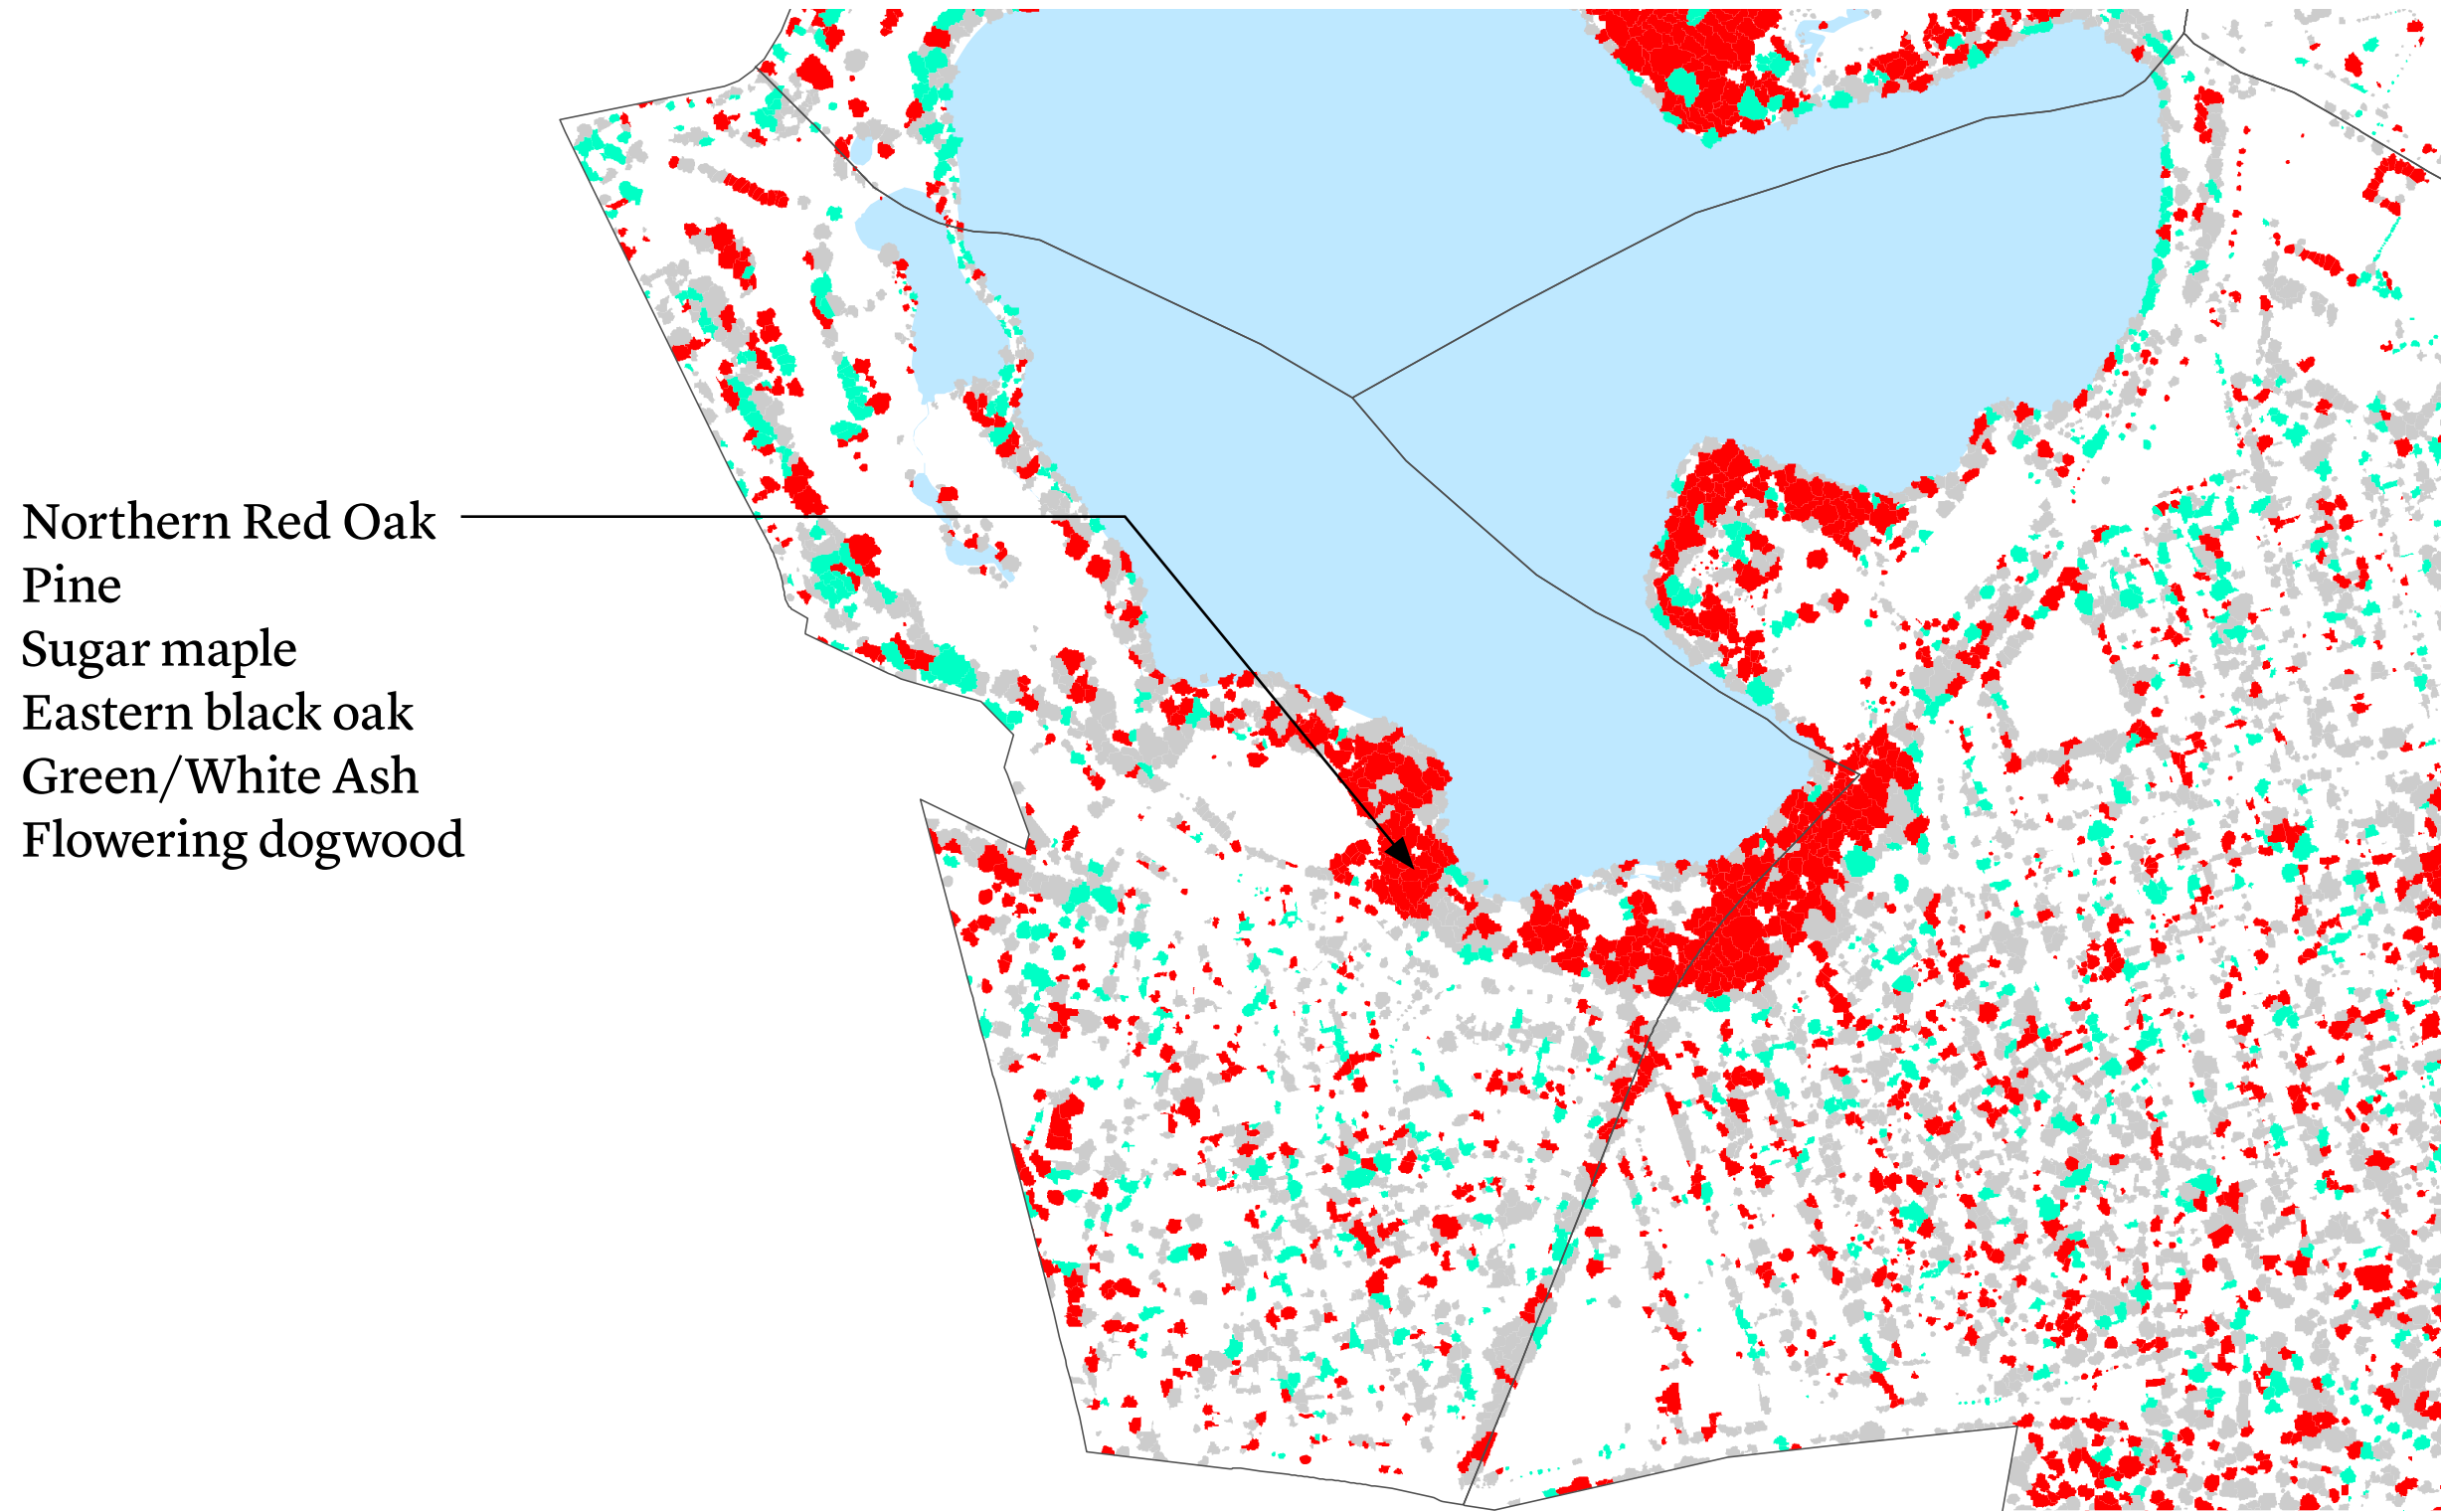 Northern Red Oak
Pine
Sugar maple
Eastern black oak
Green/White Ash
Flowering dogwood